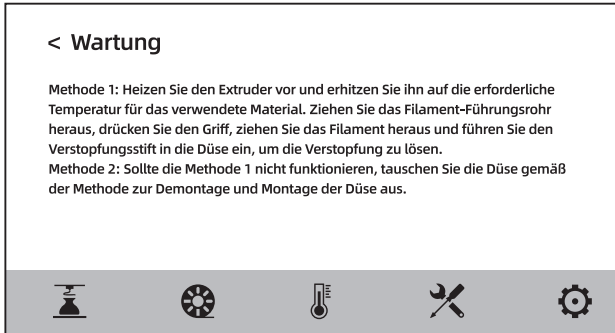 < Wartung
Methode 1: Heizen Sie den Extruder vor und erhitzen Sie ihn auf die erforderliche
Temperatur für das verwendete Material. Ziehen Sie das Filament-Führungsrohr
heraus, drücken Sie den Griff, ziehen Sie das Filament heraus und führen Sie den
Verstopfungsstift in die Düse ein, um die Verstopfung zu lösen.
Methode 2: Sollte die Methode 1 nicht funktionieren, tauschen Sie die Düse gemäß
der Methode zur Demontage und Montage der Düse aus.